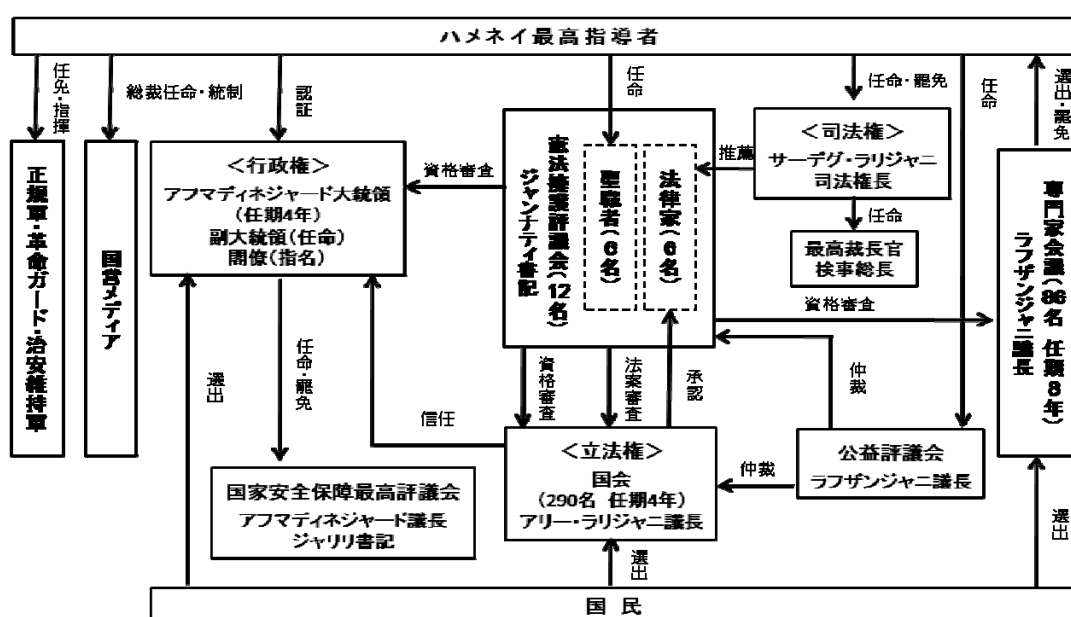 ハメネイ最高指導者
任免・指揮
総裁任命・統制
認証
任命
任命・罷免
任命
選出・罷免
正規軍・革命ガード・治安維持軍
国営メディア
＜行政権＞
アフマディネジャード大統領
(任期4年)
副大統領(任命)
閣僚(指名)
資格審査
憲法擁護評議会(12名)
ジャンナティ書記
聖職者(6名)
法律家(6名)
推薦
＜司法権＞
サーデグ・ラリジャニ
司法権長
任命
最高裁長官
検事総長
資格審査
専門家会議(86名 任期8年)
ラフザンジャニ議長
選出
任命・罷免
資格審査
法案審査
承認
仲裁
信任
国家安全保障最高評議会
アフマディネジャード議長
ジャリリ書記
＜立法権＞
国会
(290名 任期4年)
アリー・ラリジャニ議長
仲裁
公益評議会
ラフザンジャニ議長
選出
選出
国民